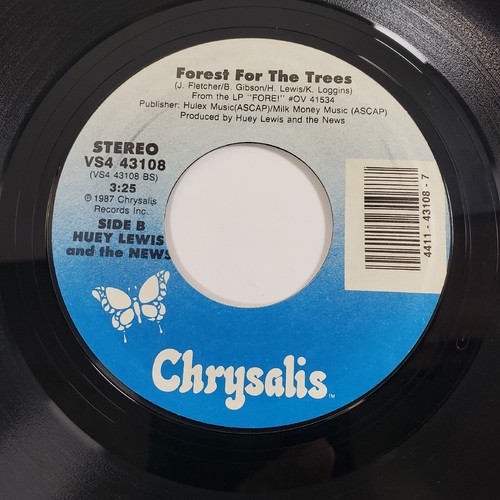 Forest For The Trees
(J. Fletcher/B. Gibson/H. Lewis/K. Loggins)
From the LP "FORE!" #OV 41534
Publisher: Hulex Music(ASCAP)/Milk Money Music (ASCAP)
Produced by Huey Lewis and the News
STEREO
VS4 43108
(VS4 43108 BS)
3:25
℗ 1987 Chrysalis
Records Inc.
SIDE B
HUEY LEWIS
and the NEWS
4411 - 43108 - 7
Chrysalis™